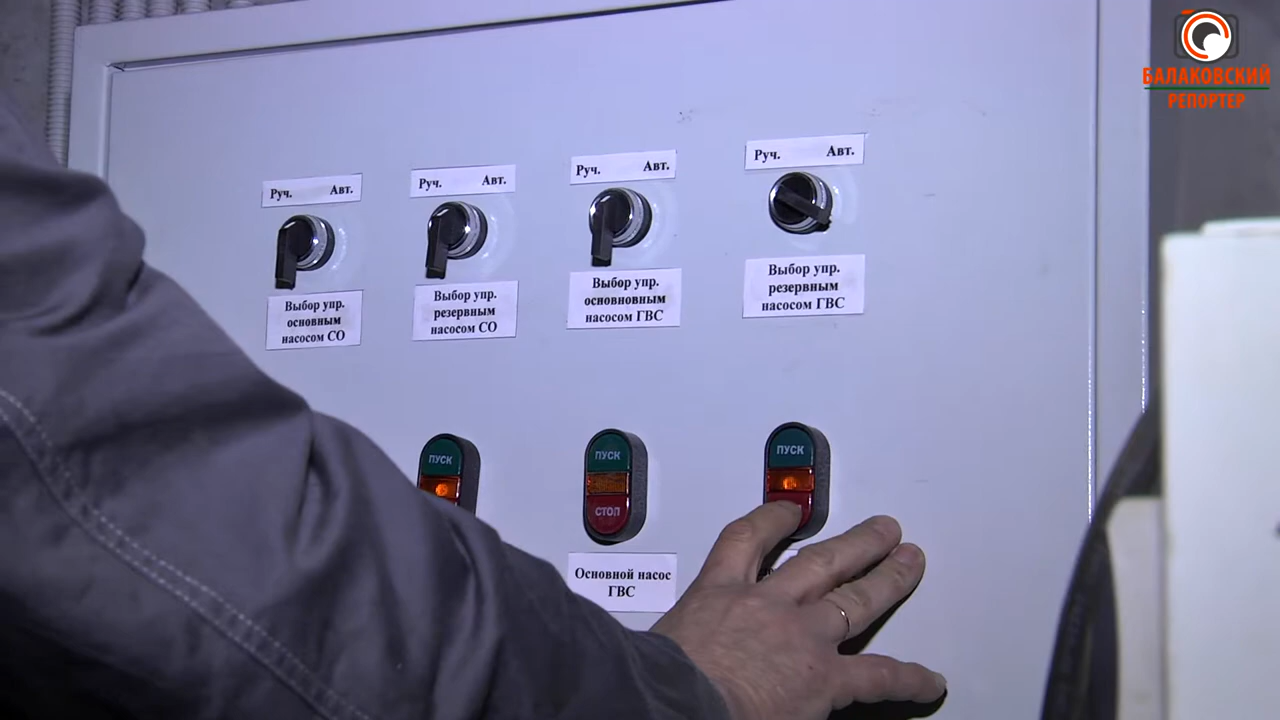 БАЛАКОВСКИЙ
РЕПОРТЕР
Руч. Авт.
Руч. Авт.
Руч. Авт.
Руч. Авт.
Выбор упр.
основным
насосом СО
Выбор упр.
резервным
насосом СО
Выбор упр.
основновным
насосом ГВС
Выбор упр.
резервным
насосом ГВС
ПУСК
ПУСК
СТОП
ПУСК
Основной насос
ГВС